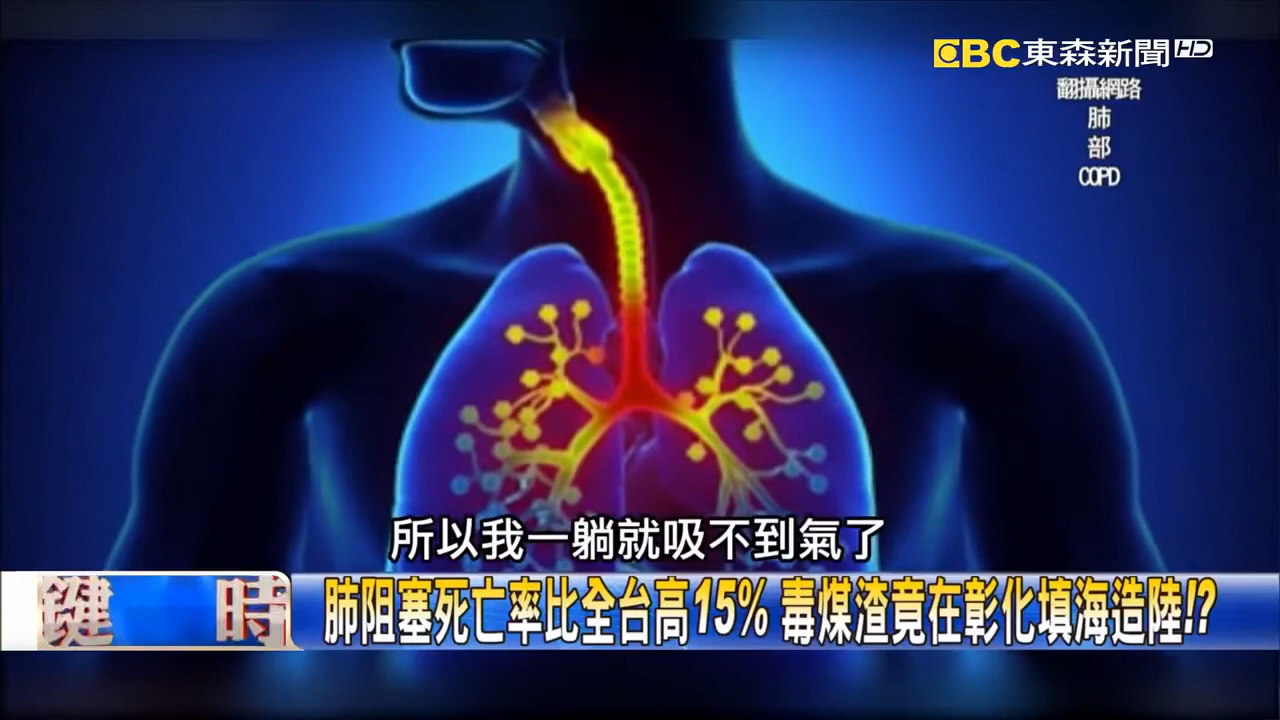 EBC東森新聞HD
翻攝網路
肺
部
COPD
所以我一躺就吸不到氣了
鍵 時
肺阻塞死亡率比全台高15% 毒煤渣竟在彰化填海造陸!?